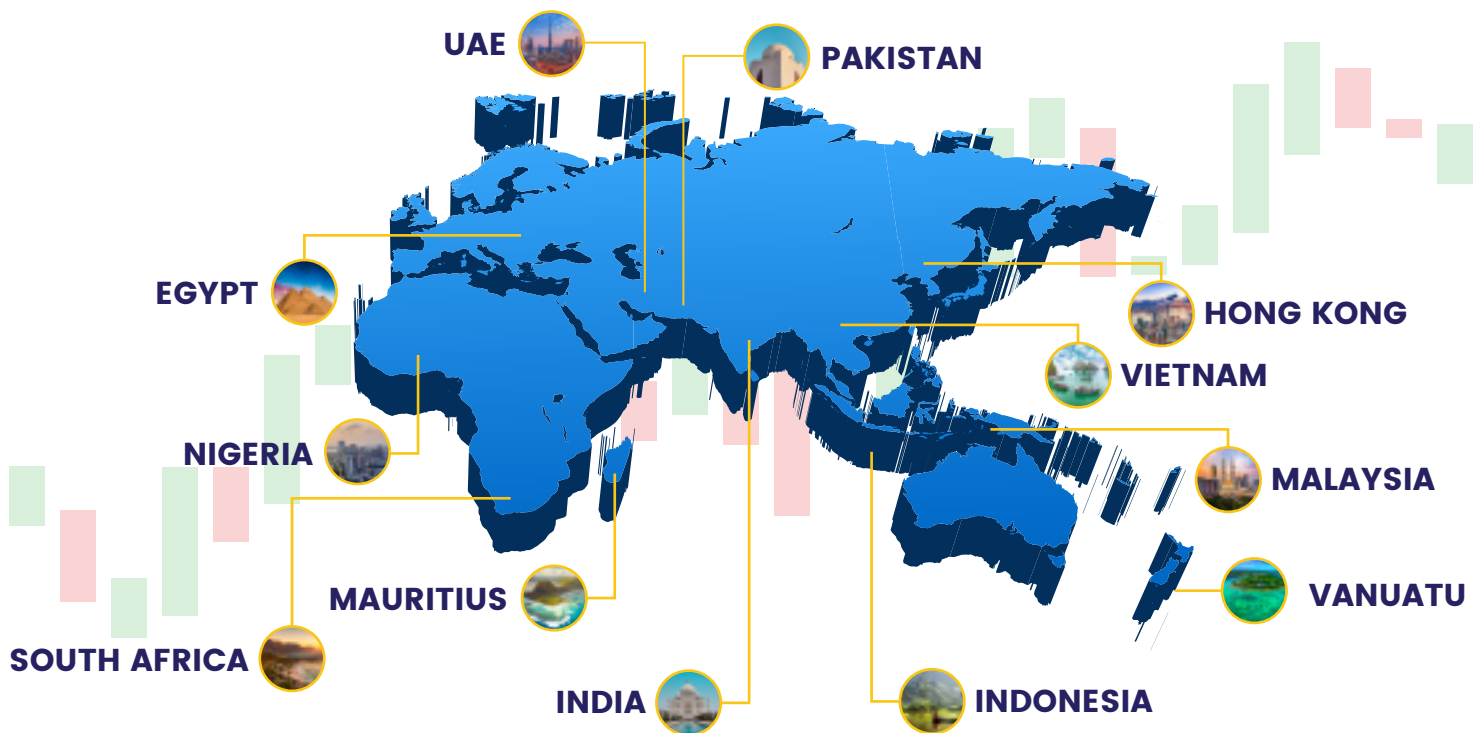 UAE
PAKISTAN
EGYPT
HONG KONG
VIETNAM
NIGERIA
MALAYSIA
MAURITIUS
VANUATU
SOUTH AFRICA
INDIA
INDONESIA